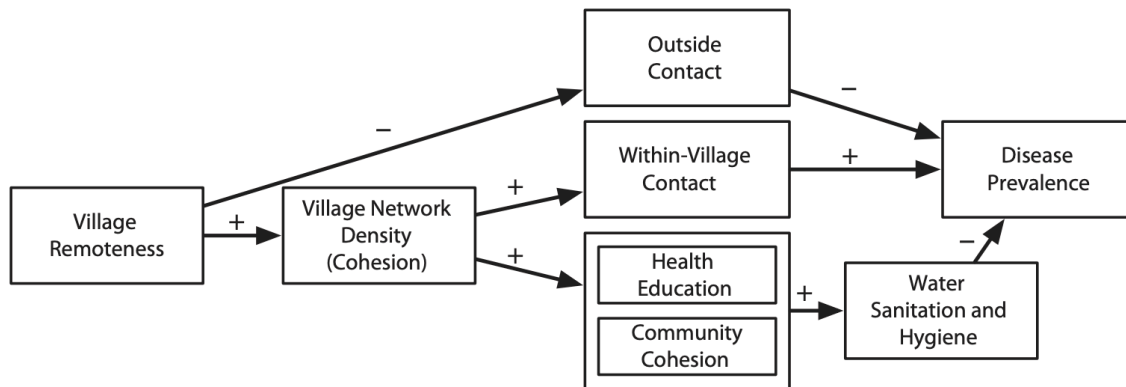 Outside
Contact
–
–
Within-Village
Contact
+
Disease
Prevalence
Village
Remoteness
+
Village Network
Density
(Cohesion)
+
+
Health
Education
Community
Cohesion
+
Water
Sanitation and
Hygiene
–